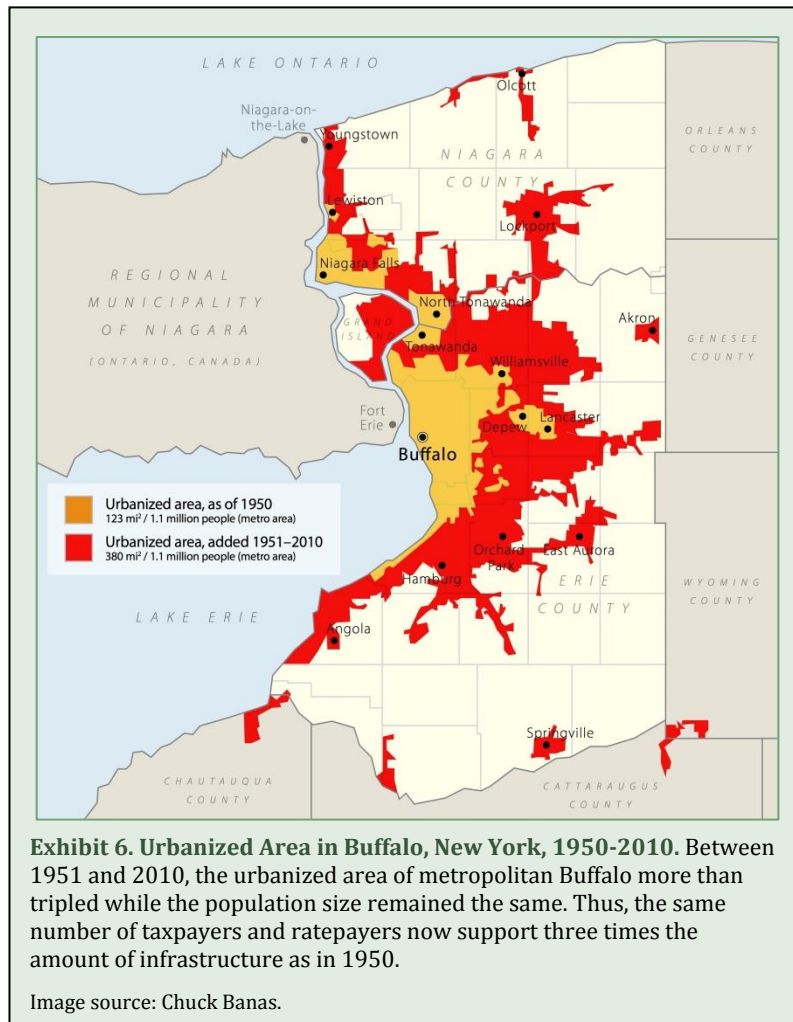 LAKE ONTARIO
Niagara-on-
the-Lake
Youngstown
Olcott
ORLEANS
COUNTY
NIAGARA
COUNTY
Lewiston
Lockport
Niagara Falls
REGIONAL
MUNICIPALITY
OF NIAGARA
(ONTARIO, CANADA)
GRAND
ISLAND
North Tonawanda
Tonawanda
Akron
GENESEE
COUNTY
Williamsville
Fort
Erie
Depew
Lancaster
Buffalo
Urbanized area, as of 1950
123 mi² / 1.1 million people (metro area)
Urbanized area, added 1951–2010
380 mi² / 1.1 million people (metro area)
Orchard
Park
East Aurora
Hamburg
ERIE
COUNTY
WYOMING
COUNTY
LAKE ERIE
Angola
Springville
CHAUTAUQUA
COUNTY
CATTARAUGUS
COUNTY
Exhibit 6. Urbanized Area in Buffalo, New York, 1950-2010. Between
1951 and 2010, the urbanized area of metropolitan Buffalo more than
tripled while the population size remained the same. Thus, the same
number of taxpayers and ratepayers now support three times the
amount of infrastructure as in 1950.
Image source: Chuck Banas.